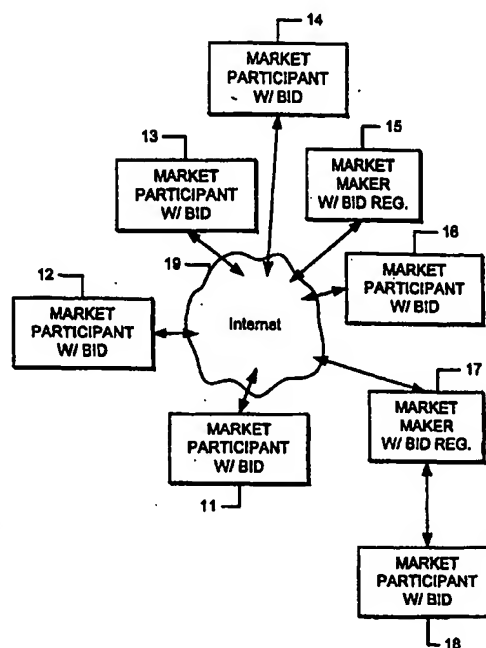 14
MARKET
PARTICIPANT
W/ BID
13
MARKET
PARTICIPANT
W/ BID
15
MARKET
MAKER
W/ BID REG.
19
16
MARKET
PARTICIPANT
W/ BID
12
MARKET
PARTICIPANT
W/ BID
Internet
17
MARKET
MAKER
W/ BID REG.
MARKET
PARTICIPANT
W/ BID
11
MARKET
PARTICIPANT
W/ BID
18